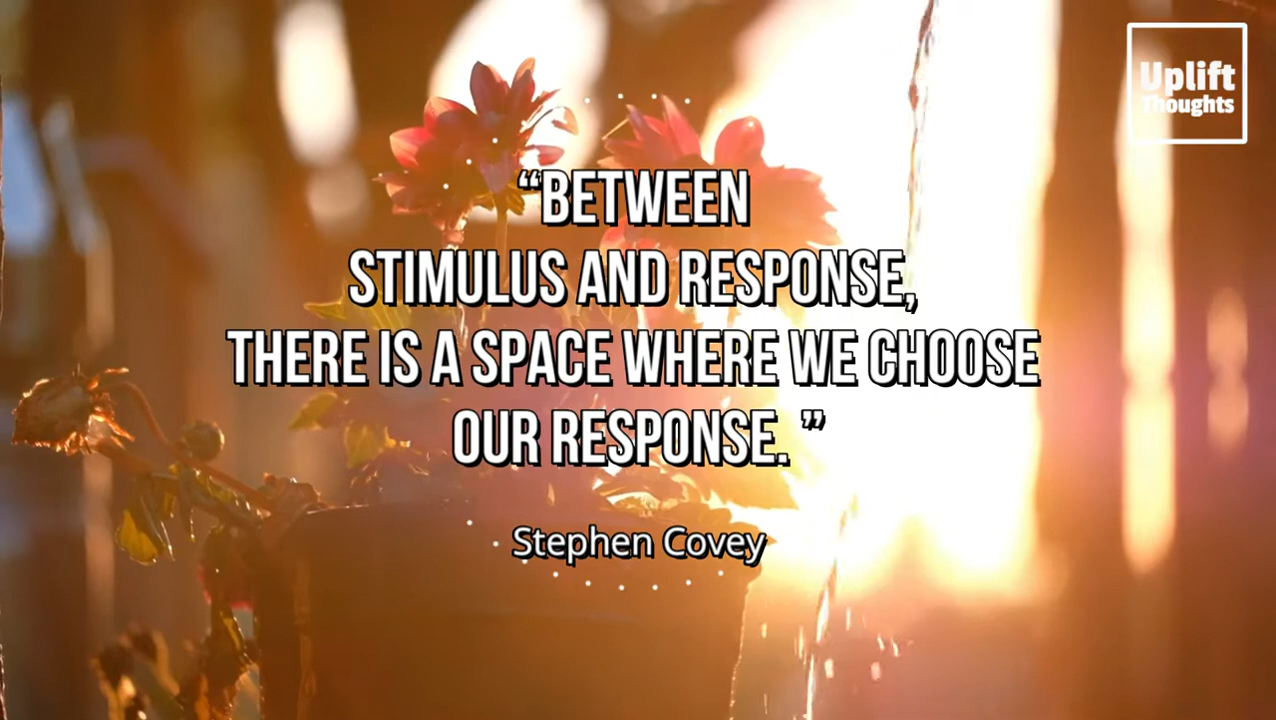 Uplift
Thoughts
“BETWEEN
STIMULUS AND RESPONSE,
THERE IS A SPACE WHERE WE CHOOSE
OUR RESPONSE. ”
Stephen Covey